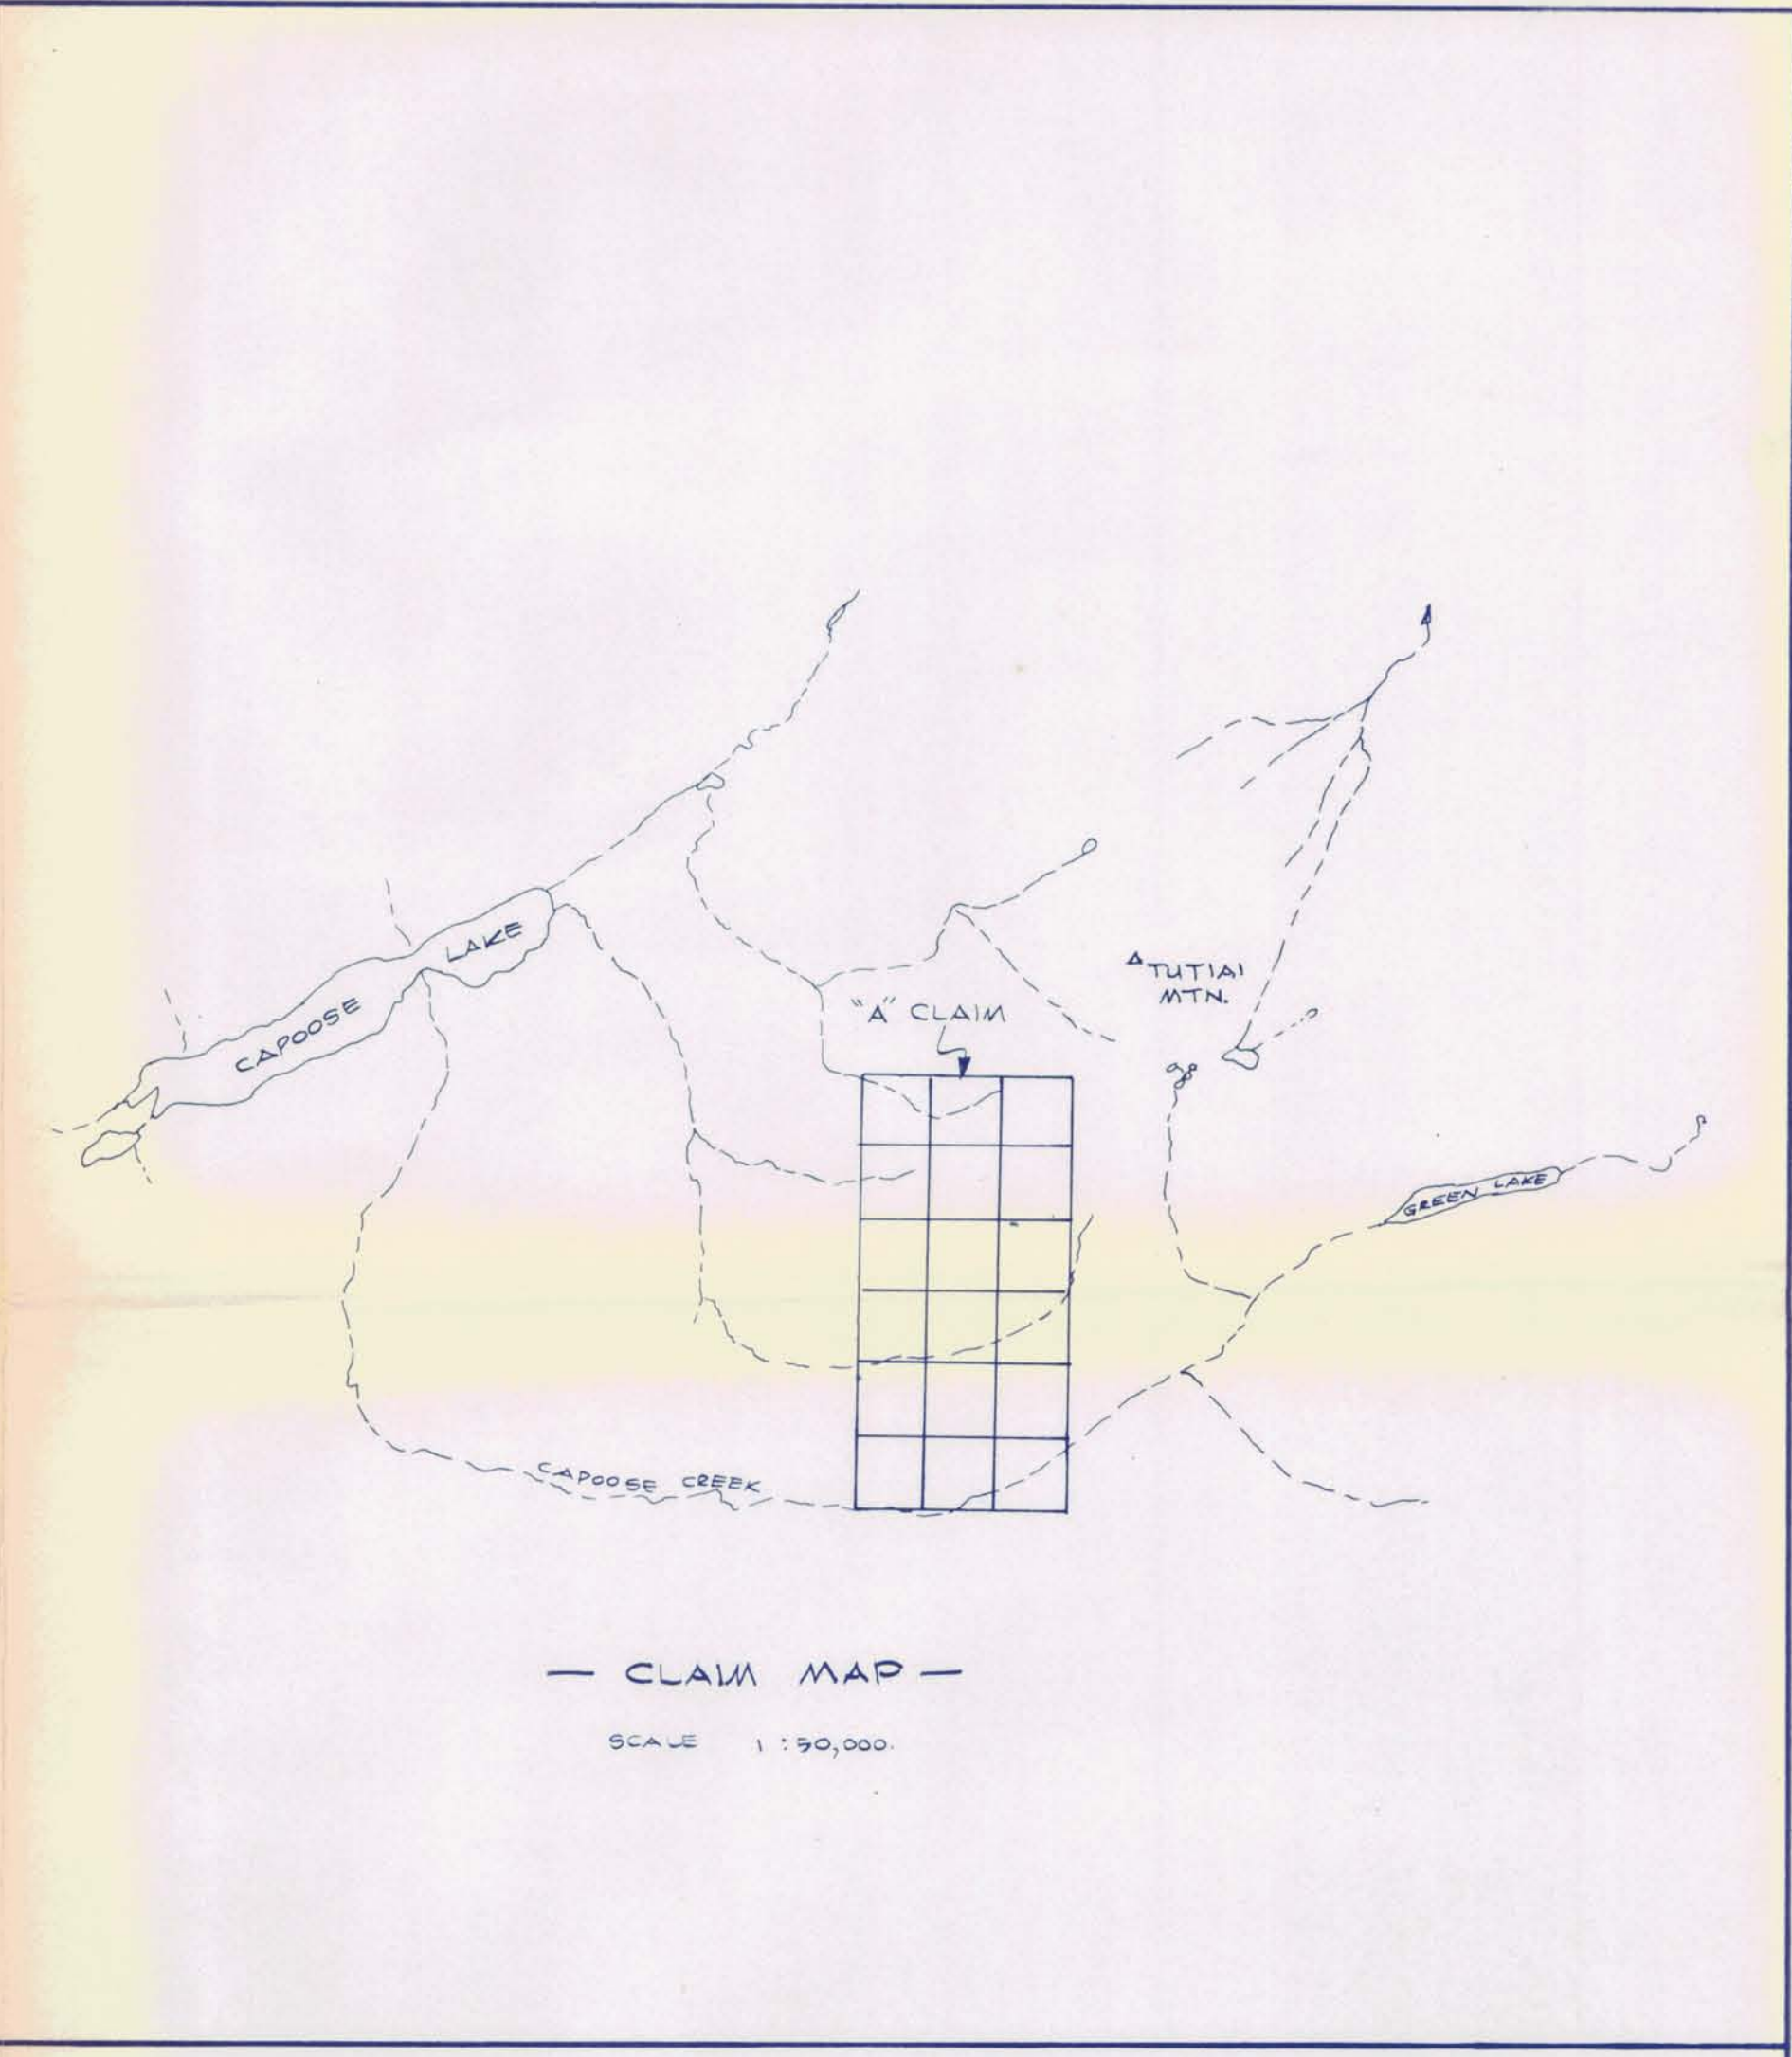 TUTIAI
MTN.
"A" CLAIM
CAPOOSE LAKE
GREEN LAKE
CAPOOSE CREEK
— CLAIM MAP —
SCALE 1:50,000.